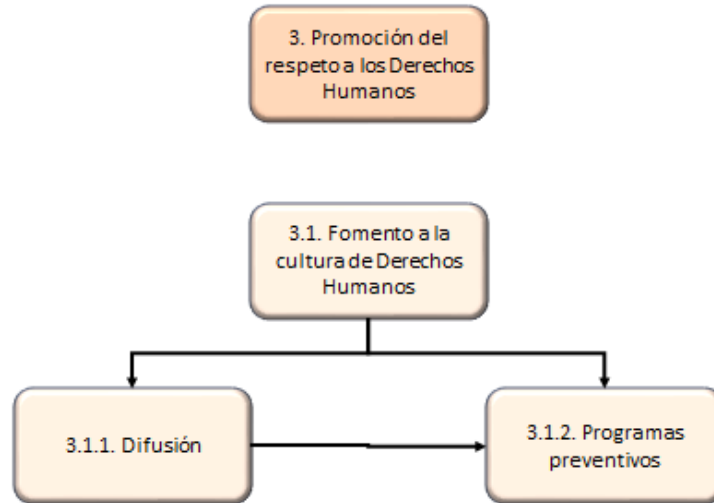 3. Promoción del
respeto a los Derechos
Humanos
3.1. Fomento a la
cultura de Derechos
Humanos
3.1.1. Difusión
3.1.2. Programas
preventivos